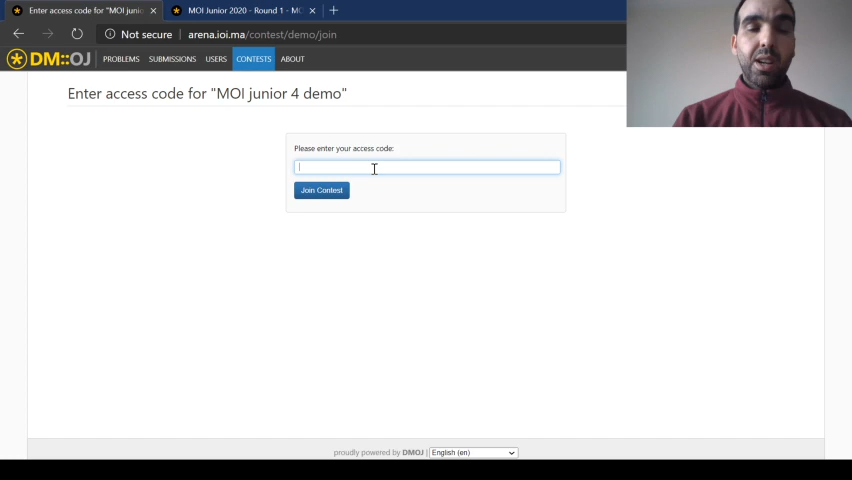 Enter access code for "MOI junio
MOI Junior 2020 - Round 1 - MO
Not secure | arena.ioi.ma/contest/demo/join
DM::OJ PROBLEMS SUBMISSIONS USERS CONTESTS ABOUT
Enter access code for "MOI junior 4 demo"
Please enter your access code:
Join Contest
proudly powered by DMOJ | English (en)